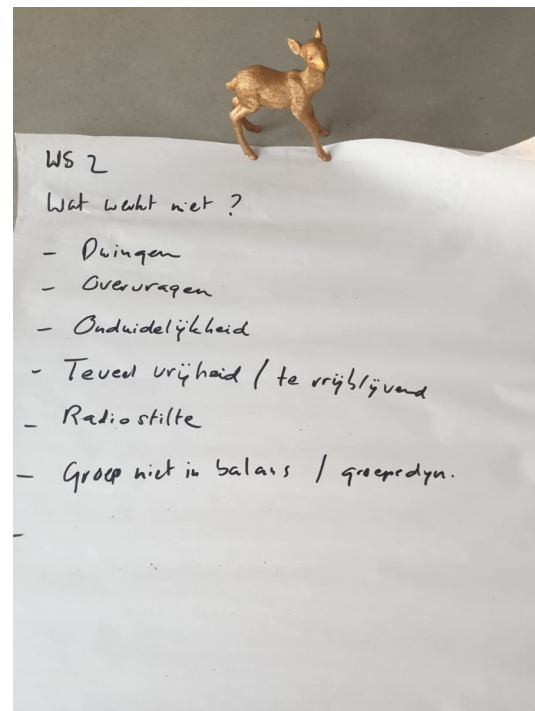 WS 2
Wat werkt niet ?
- Dwingen
- Overvragen
- Onduidelijkheid
- Teveel vrijheid / te vrijblijvend
- Radiostilte
- Groep niet in balans / groepsdyn.
-